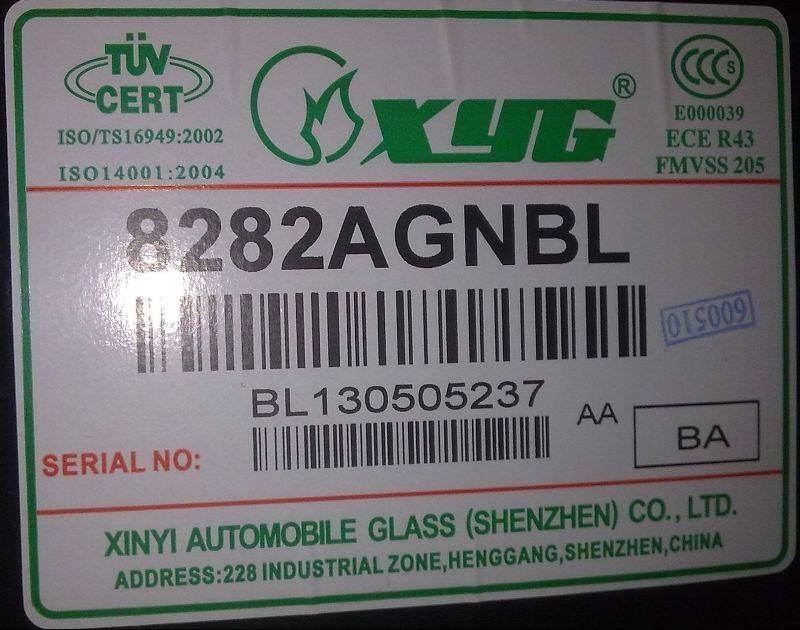 TÜV
CERT
ISO/TS16949:2002
ISO14001:2004
XYG®
CCC S
E000039
ECE R43
FMVSS 205
8282AGNBL
600510
BL130505237
AA
BA
SERIAL NO:
XINYI AUTOMOBILE GLASS (SHENZHEN) CO., LTD.
ADDRESS:228 INDUSTRIAL ZONE,HENGGANG,SHENZHEN,CHINA